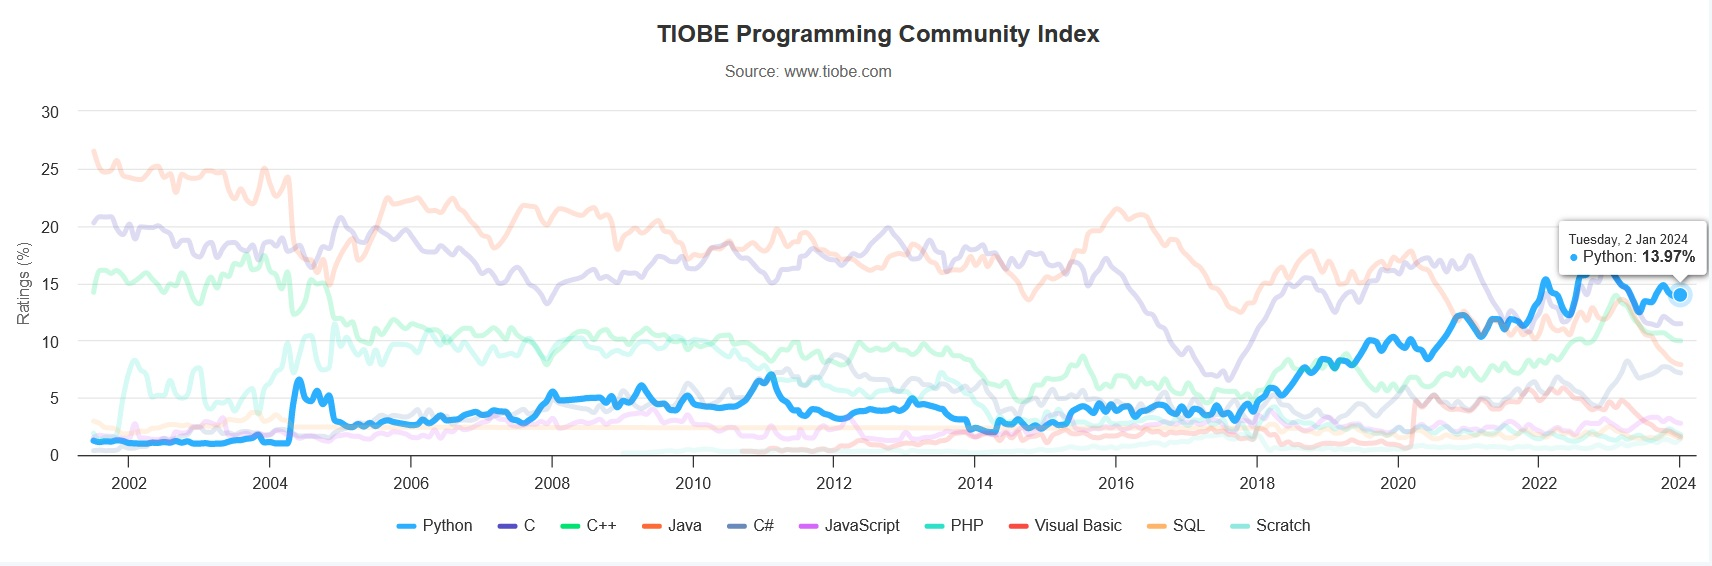 TIOBE Programming Community Index
Source: www.tiobe.com
Ratings (%)
30
25
20
15
10
5
0
Tuesday, 2 Jan 2024
Python: 13.97%
2002 2004 2006 2008 2010 2012 2014 2016 2018 2020 2022 2024
Python C C++ Java C# JavaScript PHP Visual Basic SQL Scratch